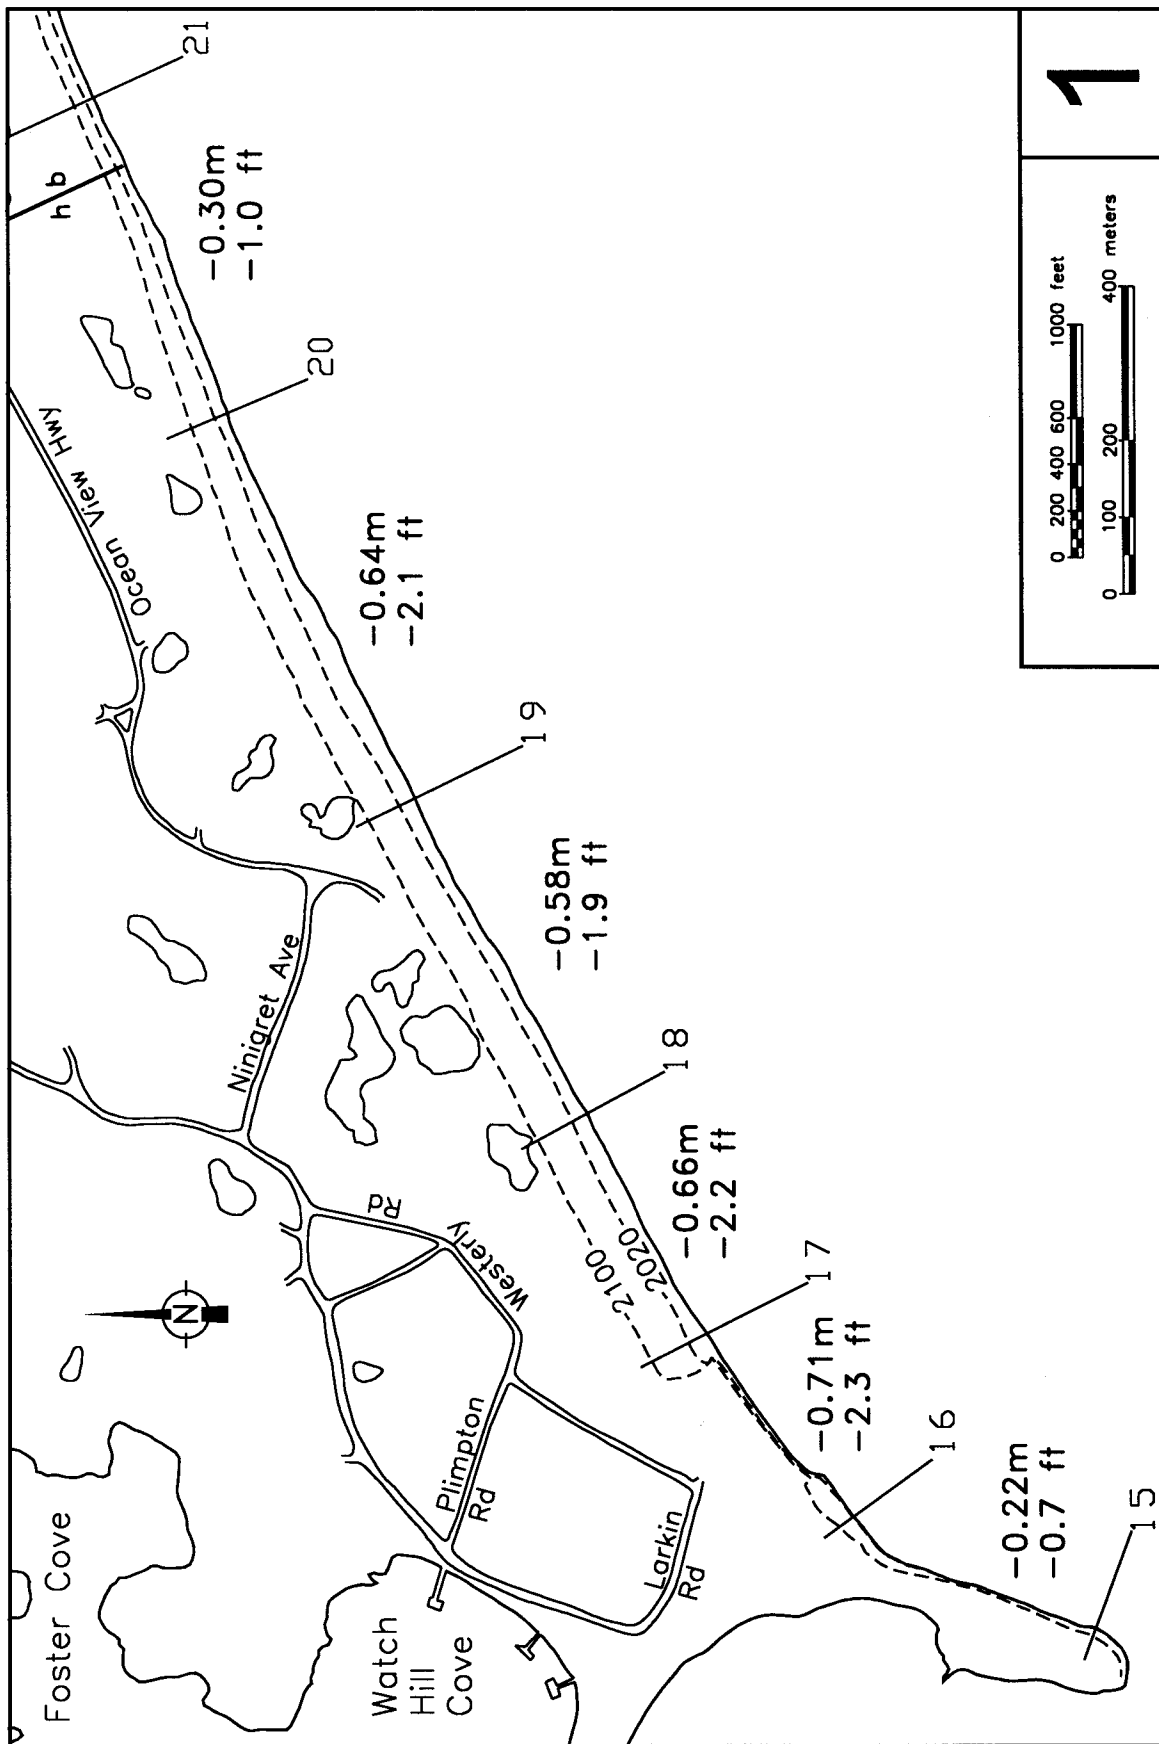 Foster Cove
Watch
Hill
Cove
N
Plimpton
Rd
Larkin
Rd
Westerly
Rd
Ninigret Ave
Ocean View Hwy
h b
-2100-
-2020-
15
-0.22m
-0.7 ft
16
-0.71m
-2.3 ft
17
-0.66m
-2.2 ft
18
-0.58m
-1.9 ft
19
-0.64m
-2.1 ft
20
-0.30m
-1.0 ft
21
0 200 400 600 1000 feet
0 100 200 400 meters
1